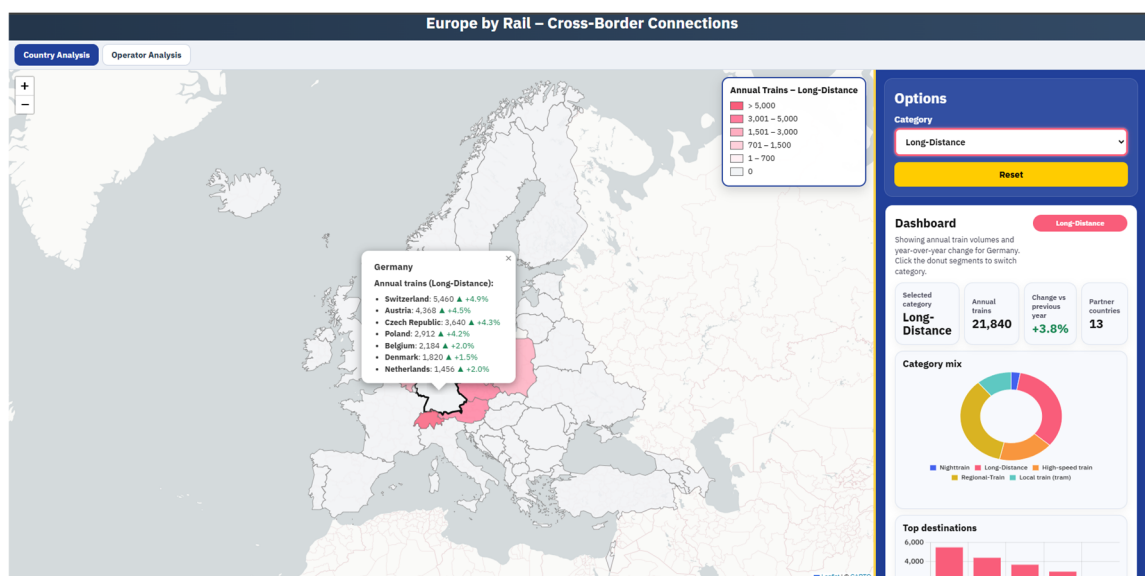 Europe by Rail – Cross-Border Connections
Country Analysis
Operator Analysis
+
−
Annual Trains – Long-Distance
> 5,000
3,001 – 5,000
1,501 – 3,000
701 – 1,500
1 – 700
0
×
Germany
Annual trains (Long-Distance):
• Switzerland: 5,460 ▲ +4.9%
• Austria: 4,368 ▲ +4.5%
• Czech Republic: 3,640 ▲ +4.3%
• Poland: 2,912 ▲ +4.2%
• Belgium: 2,184 ▲ +2.0%
• Denmark: 1,820 ▲ +1.5%
• Netherlands: 1,456 ▲ +2.0%
Options
Category
Long-Distance
Reset
Dashboard
Long-Distance
Showing annual train volumes and
year-over-year change for Germany.
Click the donut segments to switch
category.
Selected
category
Long-
Distance
Annual
trains
21,840
Change vs
previous
year
+3.8%
Partner
countries
13
Category mix
Nighttrain
Long-Distance
High-speed train
Regional-Train
Local train (tram)
Top destinations
6,000
4,000